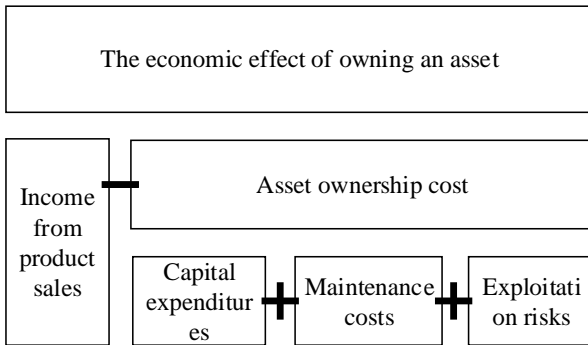 The economic effect of owning an asset
Income
from
product
sales
Asset ownership cost
Capital
expenditur
es
Maintenance
costs
Exploitati
on risks